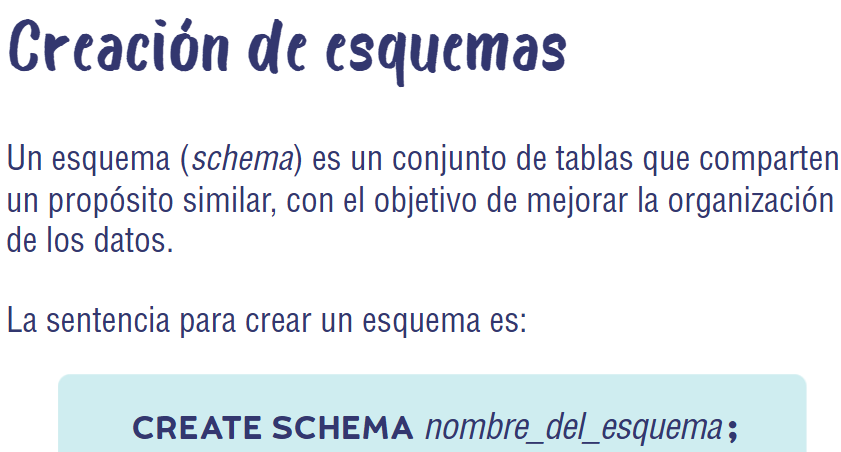 Creación de esquemas
Un esquema (schema) es un conjunto de tablas que comparten
un propósito similar, con el objetivo de mejorar la organización
de los datos.
La sentencia para crear un esquema es:
CREATE SCHEMA nombre_del_esquema;